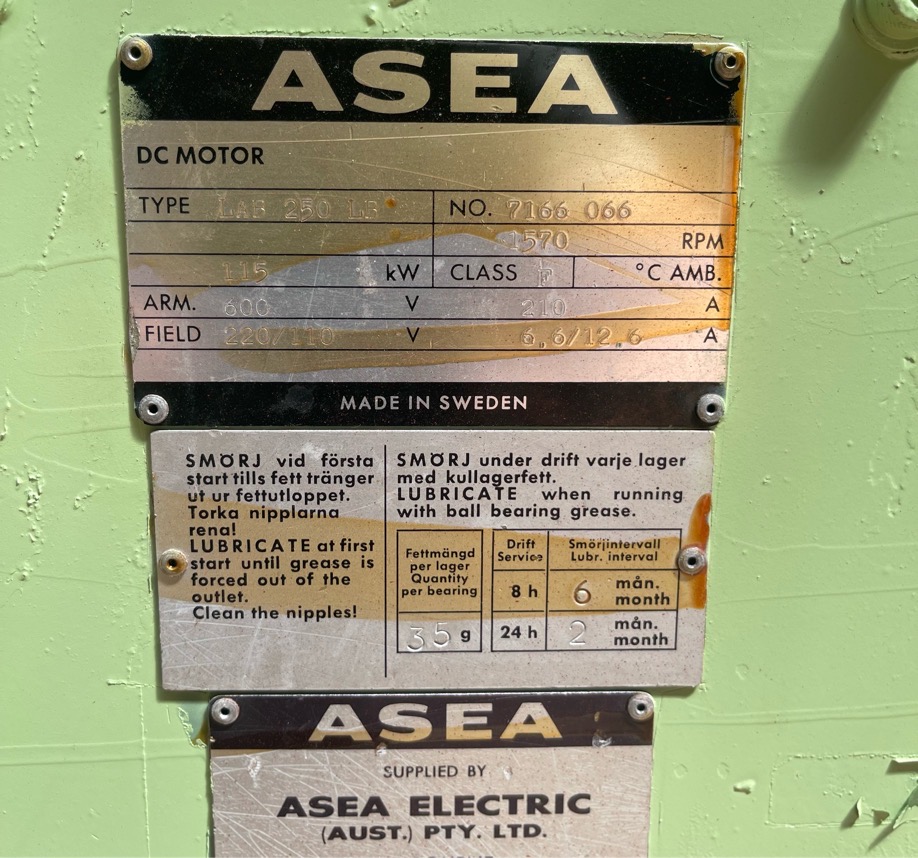 ASEA
DC MOTOR
TYPE LAB 250 LB NO. 7166 066
1570 RPM
115 kW CLASS F °C AMB.
ARM. 600 V 210 A
FIELD 220/110 V 6,6/12,6 A
MADE IN SWEDEN
SMÖRJ vid första
start tills fett tränger
ut ur fettutloppet.
Torka nipplarna
rena!
LUBRICATE at first
start until grease is
forced out of the
outlet.
Clean the nipples!
SMÖRJ under drift varje lager
med kullagerfett.
LUBRICATE when running
with ball bearing grease.
Fettmängd
per lager
Quantity
per bearing
35 g
Drift
Service
Smörjintervall
Lubr. interval
8 h 6 mån.
month
24 h 2 mån.
month
ASEA
SUPPLIED BY
ASEA ELECTRIC
(AUST.) PTY. LTD.